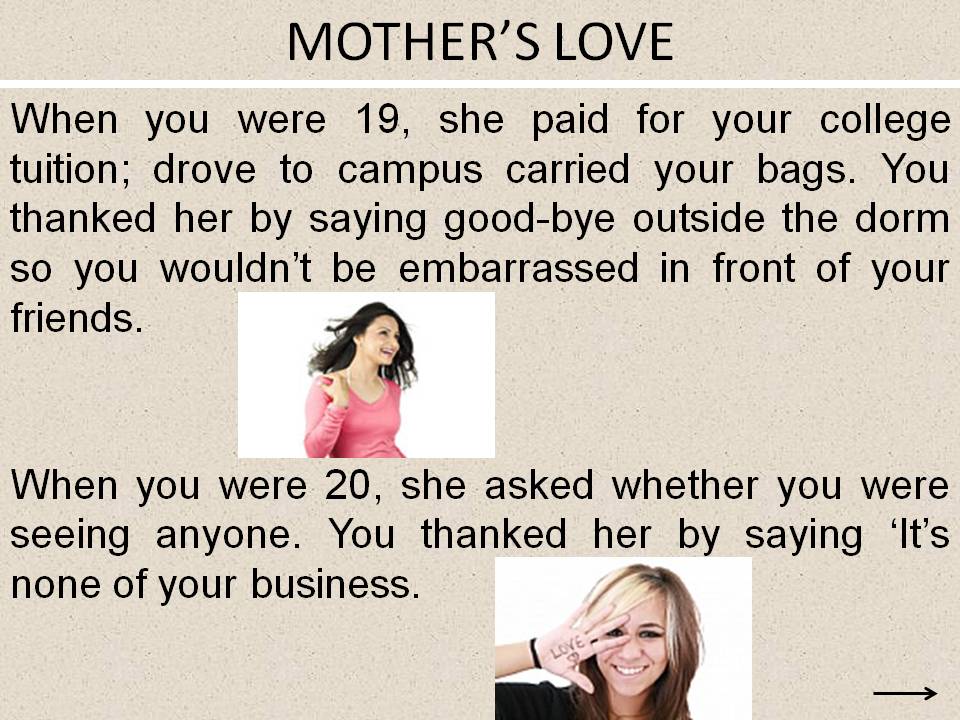 MOTHER’S LOVE
When you were 19, she paid for your college
tuition; drove to campus carried your bags. You
thanked her by saying good-bye outside the dorm
so you wouldn’t be embarrassed in front of your
friends.
When you were 20, she asked whether you were
seeing anyone. You thanked her by saying ‘It’s
none of your business.
LOVE